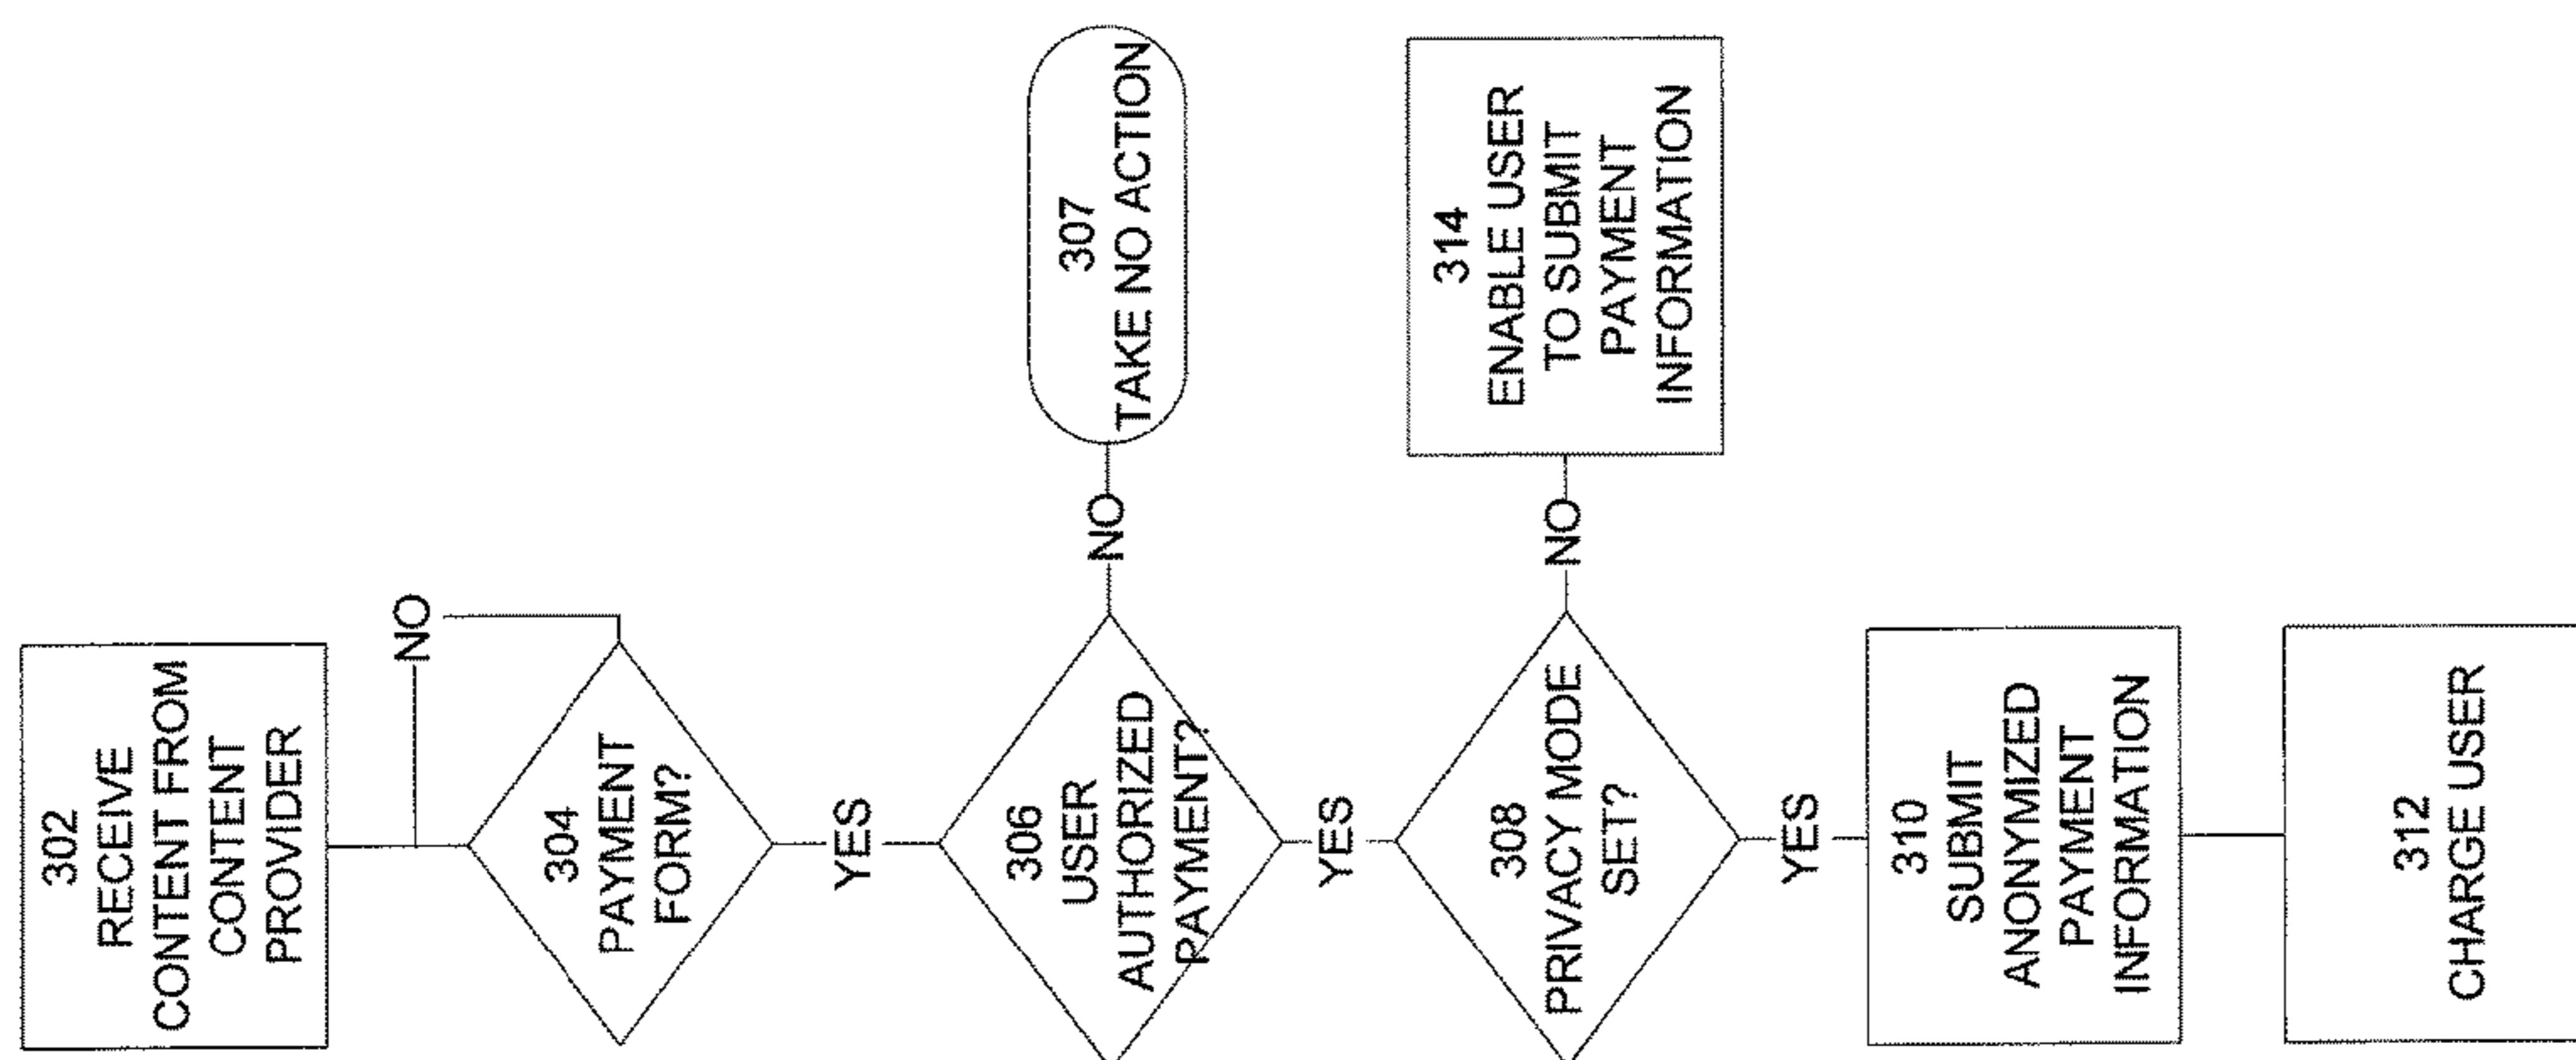 302
RECEIVE
CONTENT FROM
CONTENT
PROVIDER
NO
304
PAYMENT
FORM?
YES
306
USER
AUTHORIZED
PAYMENT?
NO
307
TAKE NO ACTION
YES
308
PRIVACY MODE
SET?
NO
314
ENABLE USER
TO SUBMIT
PAYMENT
INFORMATION
YES
310
SUBMIT
ANONYMIZED
PAYMENT
INFORMATION
312
CHARGE USER